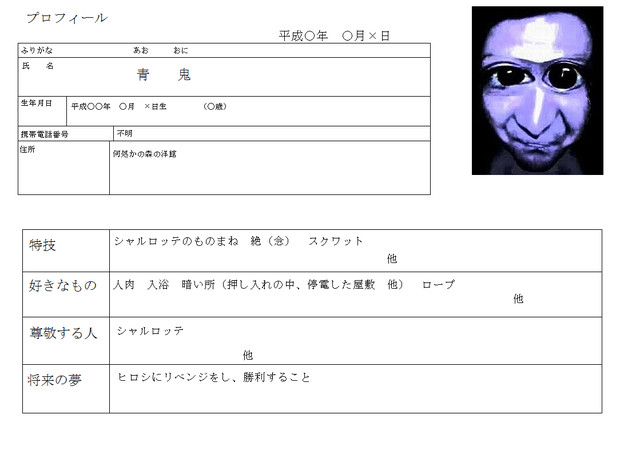 プロフィール
平成○年　○月×日
ふりがな　あお　おに
氏　名　青　鬼
生年月日　平成○○年　○月　×日生　（○歳）
携帯電話番号　不明
住所　何処かの森の洋館
特技　シャルロッテのものまね　絶（念）　スクワット
他
好きなもの　人肉　入浴　暗い所（押し入れの中、停電した屋敷　他）　ロープ
他
尊敬する人　シャルロッテ
他
将来の夢　ヒロシにリベンジをし、勝利すること